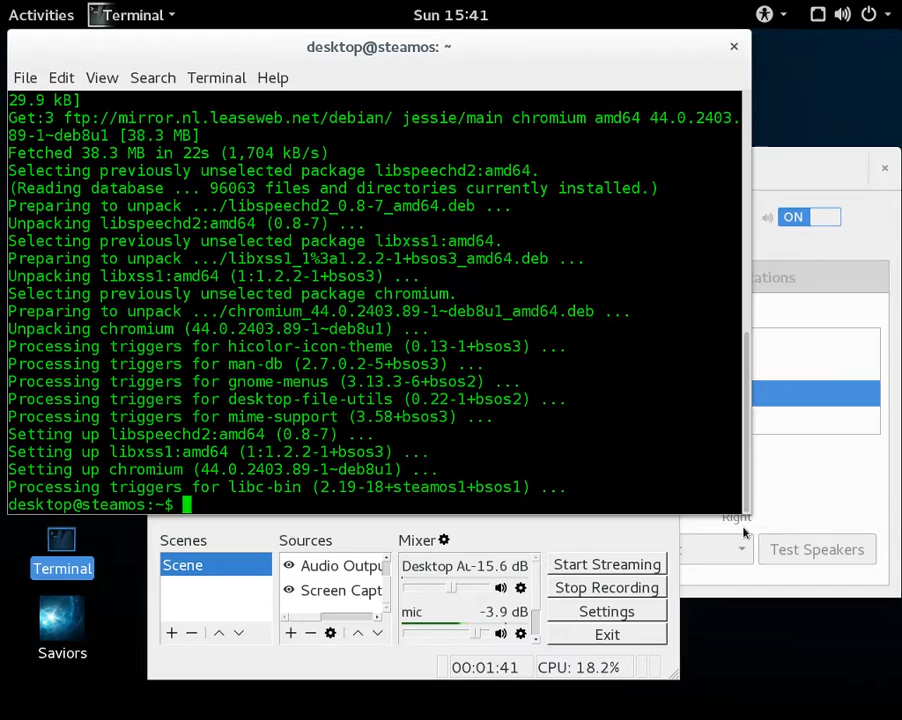 Activities Terminal Sun 15:41
desktop@steamos: ~
File Edit View Search Terminal Help
29.9 kB]
Get:3 ftp://mirror.nl.leaseweb.net/debian/ jessie/main chromium amd64 44.0.2403.
89-1~deb8u1 [38.3 MB]
Fetched 38.3 MB in 22s (1,704 kB/s)
Selecting previously unselected package libspeechd2:amd64.
(Reading database ... 96063 files and directories currently installed.)
Preparing to unpack .../libspeechd2_0.8-7_amd64.deb ...
Unpacking libspeechd2:amd64 (0.8-7) ...
Selecting previously unselected package libxss1:amd64.
Preparing to unpack .../libxss1_1%3a1.2.2-1+bsos3_amd64.deb ...
Unpacking libxss1:amd64 (1:1.2.2-1+bsos3) ...
Selecting previously unselected package chromium.
Preparing to unpack .../chromium_44.0.2403.89-1~deb8u1_amd64.deb ...
Unpacking chromium (44.0.2403.89-1~deb8u1) ...
Processing triggers for hicolor-icon-theme (0.13-1+bsos3) ...
Processing triggers for man-db (2.7.0.2-5+bsos3) ...
Processing triggers for gnome-menus (3.13.3-6+bsos2) ...
Processing triggers for desktop-file-utils (0.22-1+bsos2) ...
Processing triggers for mime-support (3.58+bsos3) ...
Setting up libspeechd2:amd64 (0.8-7) ...
Setting up libxss1:amd64 (1:1.2.2-1+bsos3) ...
Setting up chromium (44.0.2403.89-1~deb8u1) ...
Processing triggers for libc-bin (2.19-18+steamos1+bsos1) ...
desktop@steamos:~$
ON
Right
Test Speakers
Terminal
Saviors
Scenes
Scene
Sources
Audio Outpu
Screen Capt
Mixer
Desktop Au -15.6 dB
mic -3.9 dB
Start Streaming
Stop Recording
Settings
Exit
00:01:41 CPU: 18.2%